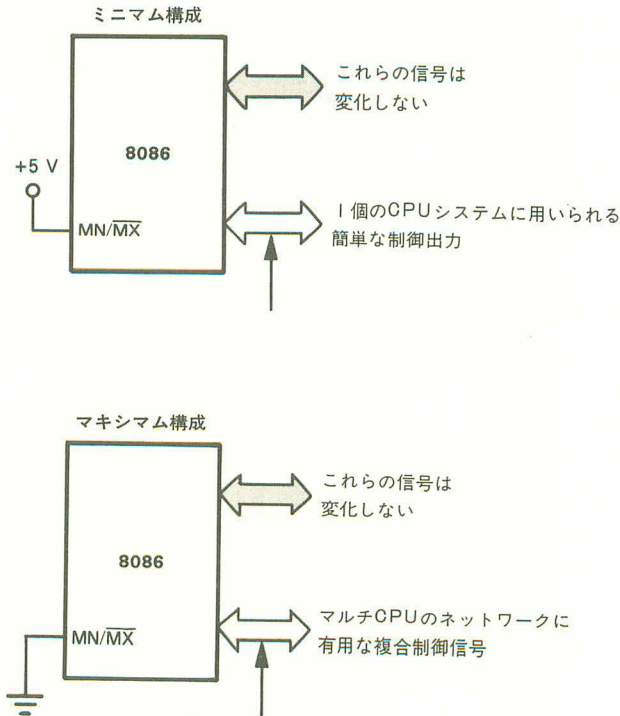 ミニマム構成
これらの信号は
変化しない
8086
+5 V
MN/MX
1個のCPUシステムに用いられる
簡単な制御出力
マキシマム構成
これらの信号は
変化しない
8086
MN/MX
マルチCPUのネットワークに
有用な複合制御信号